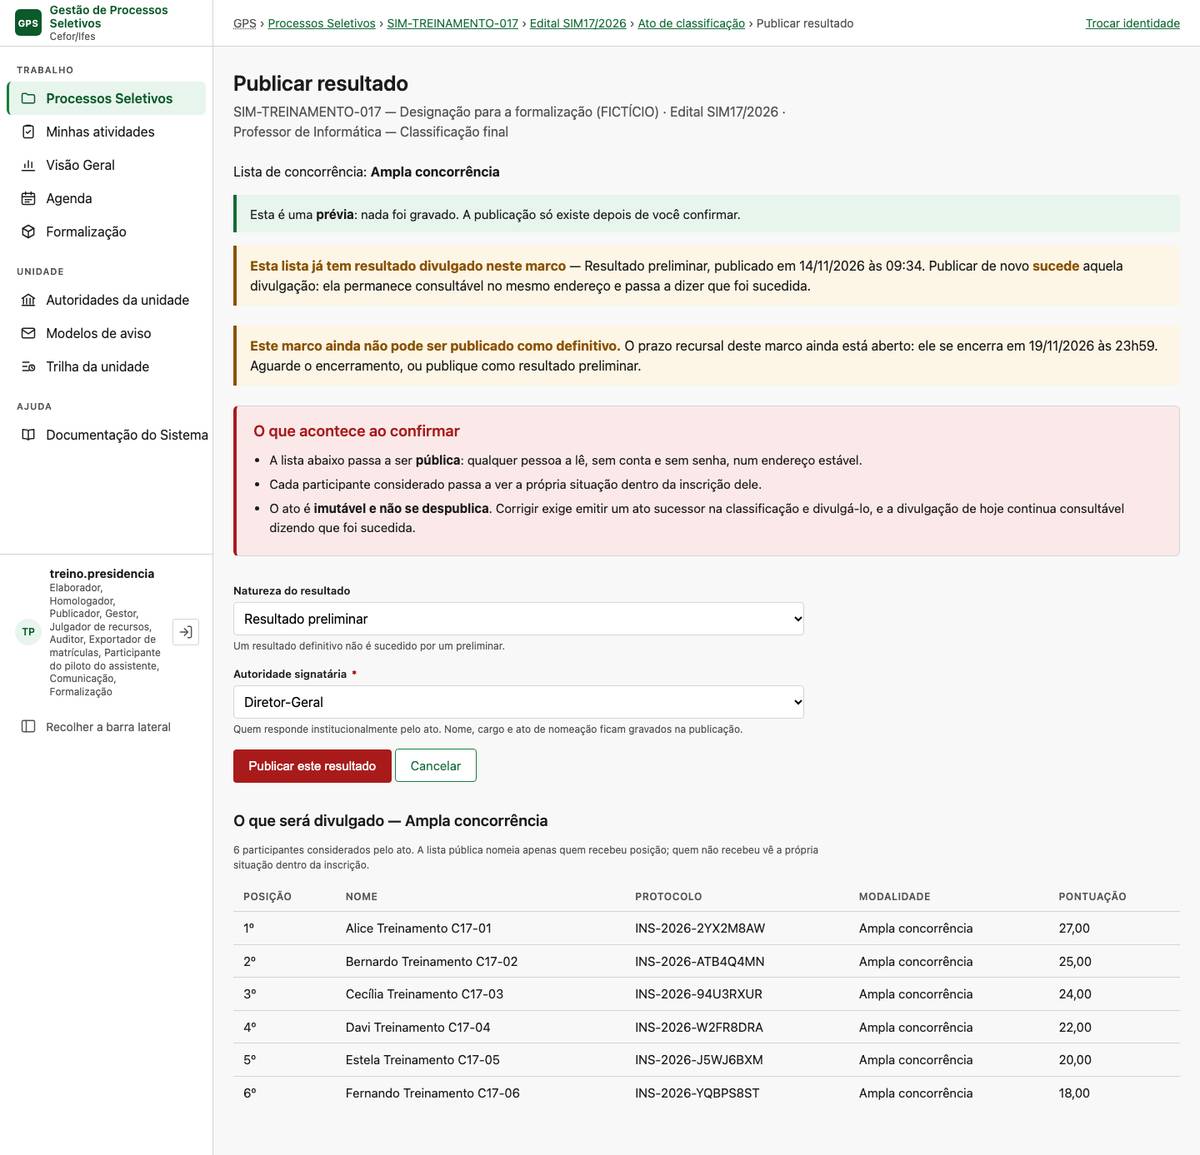 GPS
Gestão de Processos
Seletivos
Cefor/Ifes
GPS › Processos Seletivos › SIM-TREINAMENTO-017 › Edital SIM17/2026 › Ato de classificação › Publicar resultado
Trocar identidade
TRABALHO
Processos Seletivos
Minhas atividades
Visão Geral
Agenda
Formalização
UNIDADE
Autoridades da unidade
Modelos de aviso
Trilha da unidade
AJUDA
Documentação do Sistema
TP
treino.presidencia
Elaborador,
Homologador,
Publicador, Gestor,
Julgador de recursos,
Auditor, Exportador de
matrículas, Participante
do piloto do assistente,
Comunicação,
Formalização
Recolher a barra lateral
Publicar resultado
SIM-TREINAMENTO-017 — Designação para a formalização (FICTÍCIO) · Edital SIM17/2026 ·
Professor de Informática — Classificação final
Lista de concorrência: Ampla concorrência
Esta é uma prévia: nada foi gravado. A publicação só existe depois de você confirmar.
Esta lista já tem resultado divulgado neste marco — Resultado preliminar, publicado em 14/11/2026 às 09:34. Publicar de novo sucede aquela
divulgação: ela permanece consultável no mesmo endereço e passa a dizer que foi sucedida.
Este marco ainda não pode ser publicado como definitivo. O prazo recursal deste marco ainda está aberto: ele se encerra em 19/11/2026 às 23h59.
Aguarde o encerramento, ou publique como resultado preliminar.
O que acontece ao confirmar
• A lista abaixo passa a ser pública: qualquer pessoa a lê, sem conta e sem senha, num endereço estável.
• Cada participante considerado passa a ver a própria situação dentro da inscrição dele.
• O ato é imutável e não se despublica. Corrigir exige emitir um ato sucessor na classificação e divulgá-lo, e a divulgação de hoje continua consultável
dizendo que foi sucedida.
Natureza do resultado
Resultado preliminar
Um resultado definitivo não é sucedido por um preliminar.
Autoridade signatária *
Diretor-Geral
Quem responde institucionalmente pelo ato. Nome, cargo e ato de nomeação ficam gravados na publicação.
Publicar este resultado
Cancelar
O que será divulgado — Ampla concorrência
6 participantes considerados pelo ato. A lista pública nomeia apenas quem recebeu posição; quem não recebeu vê a própria
situação dentro da inscrição.
POSIÇÃO NOME PROTOCOLO MODALIDADE PONTUAÇÃO
1º Alice Treinamento C17-01 INS-2026-2YX2M8AW Ampla concorrência 27,00
2º Bernardo Treinamento C17-02 INS-2026-ATB4Q4MN Ampla concorrência 25,00
3º Cecília Treinamento C17-03 INS-2026-94U3RXUR Ampla concorrência 24,00
4º Davi Treinamento C17-04 INS-2026-W2FR8DRA Ampla concorrência 22,00
5º Estela Treinamento C17-05 INS-2026-J5WJ6BXM Ampla concorrência 20,00
6º Fernando Treinamento C17-06 INS-2026-YQBPS8ST Ampla concorrência 18,00